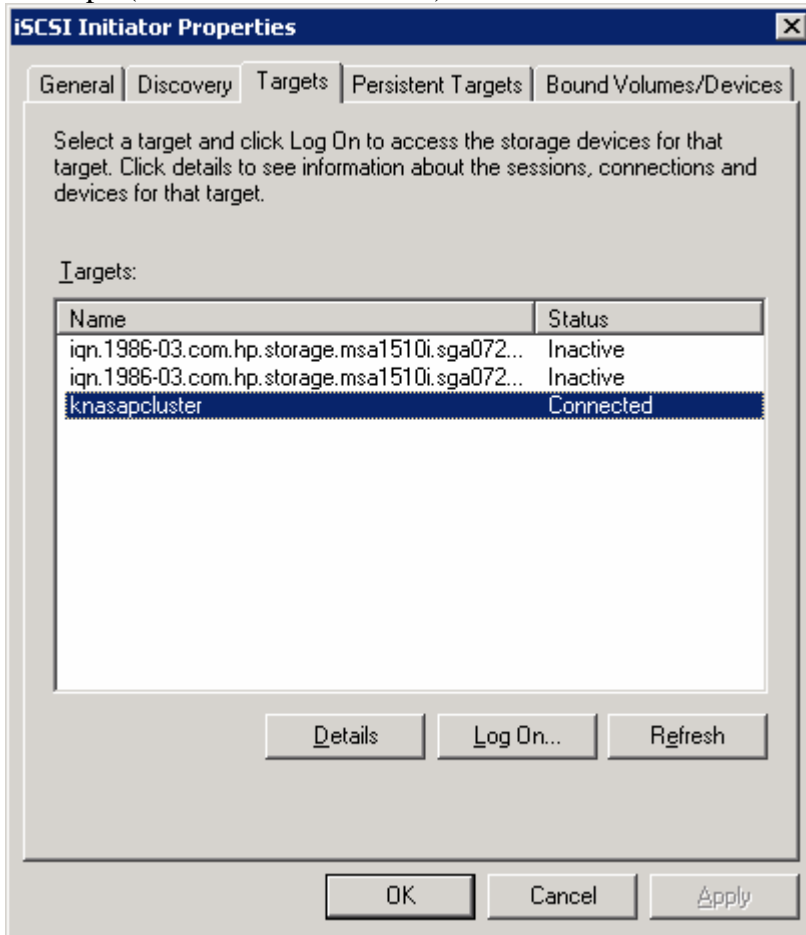 iSCSI Initiator Properties
General Discovery Targets Persistent Targets Bound Volumes/Devices
Select a target and click Log On to access the storage devices for that
target. Click details to see information about the sessions, connections and
devices for that target.
Targets:
Name Status
iqn.1986-03.com.hp.storage.msa1510i.sga072... Inactive
iqn.1986-03.com.hp.storage.msa1510i.sga072... Inactive
knasapcluster Connected
Details Log On... Refresh
OK Cancel Apply